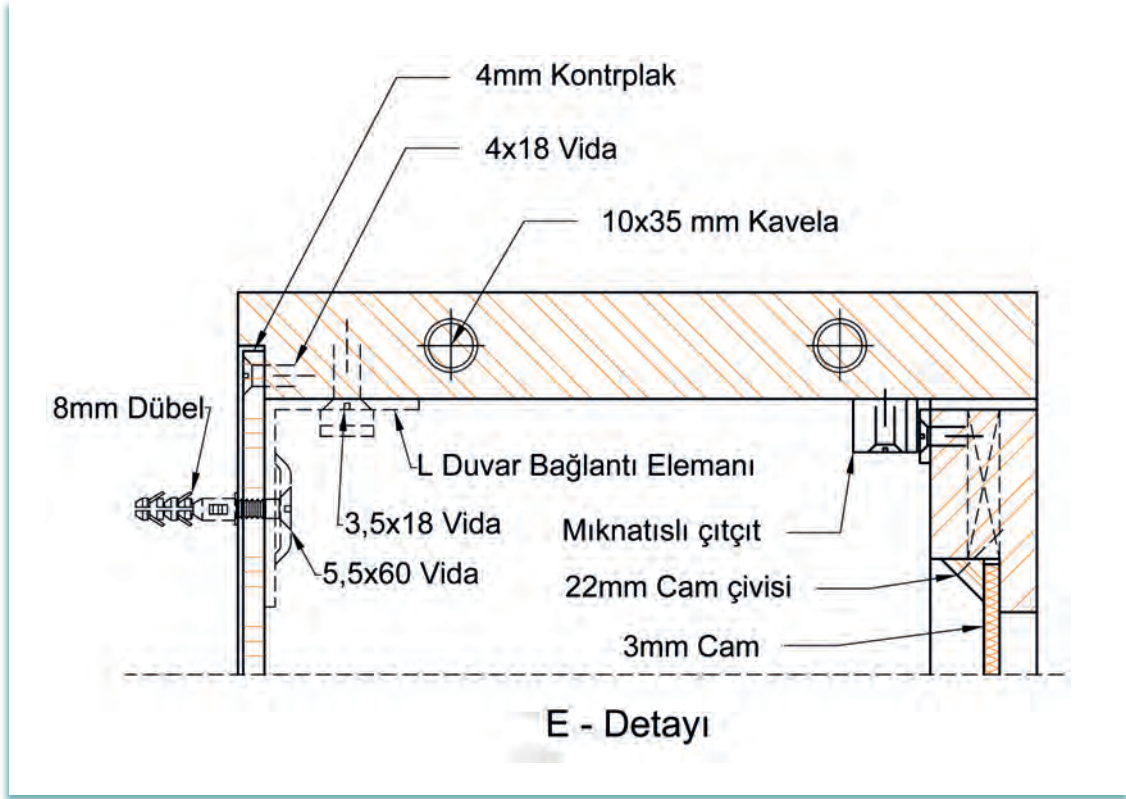 4mm Kontrplak
4x18 Vida
10x35 mm Kavela
8mm Dübel
L Duvar Bağlantı Elemanı
3,5x18 Vida
Mıknatıslı çıtçıt
5,5x60 Vida
22mm Cam çivisi
3mm Cam
E - Detayı